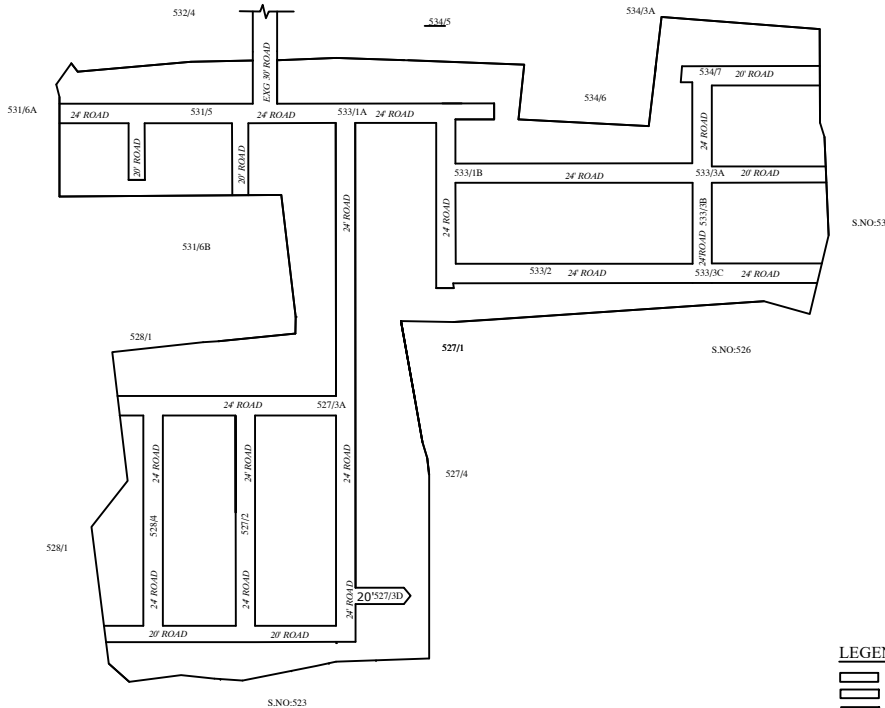 532/4
534/5
534/3A
EXG 30' ROAD
534/7
20' ROAD
531/6A
24' ROAD
531/5
24' ROAD
533/1A
24' ROAD
534/6
24' ROAD
20' ROAD
20' ROAD
533/1B
24' ROAD
533/3A
20' ROAD
24' ROAD
24' ROAD
533/3B
24' ROAD
S.NO:53
531/6B
533/2
24' ROAD
533/3C
24' ROAD
528/1
527/1
S.NO:526
24' ROAD
527/3A
24' ROAD
24' ROAD
24' ROAD
527/4
528/4
527/2
528/1
24' ROAD
24' ROAD
24' ROAD
20' 527/3D
20' ROAD
20' ROAD
LEGEN
S.NO:523